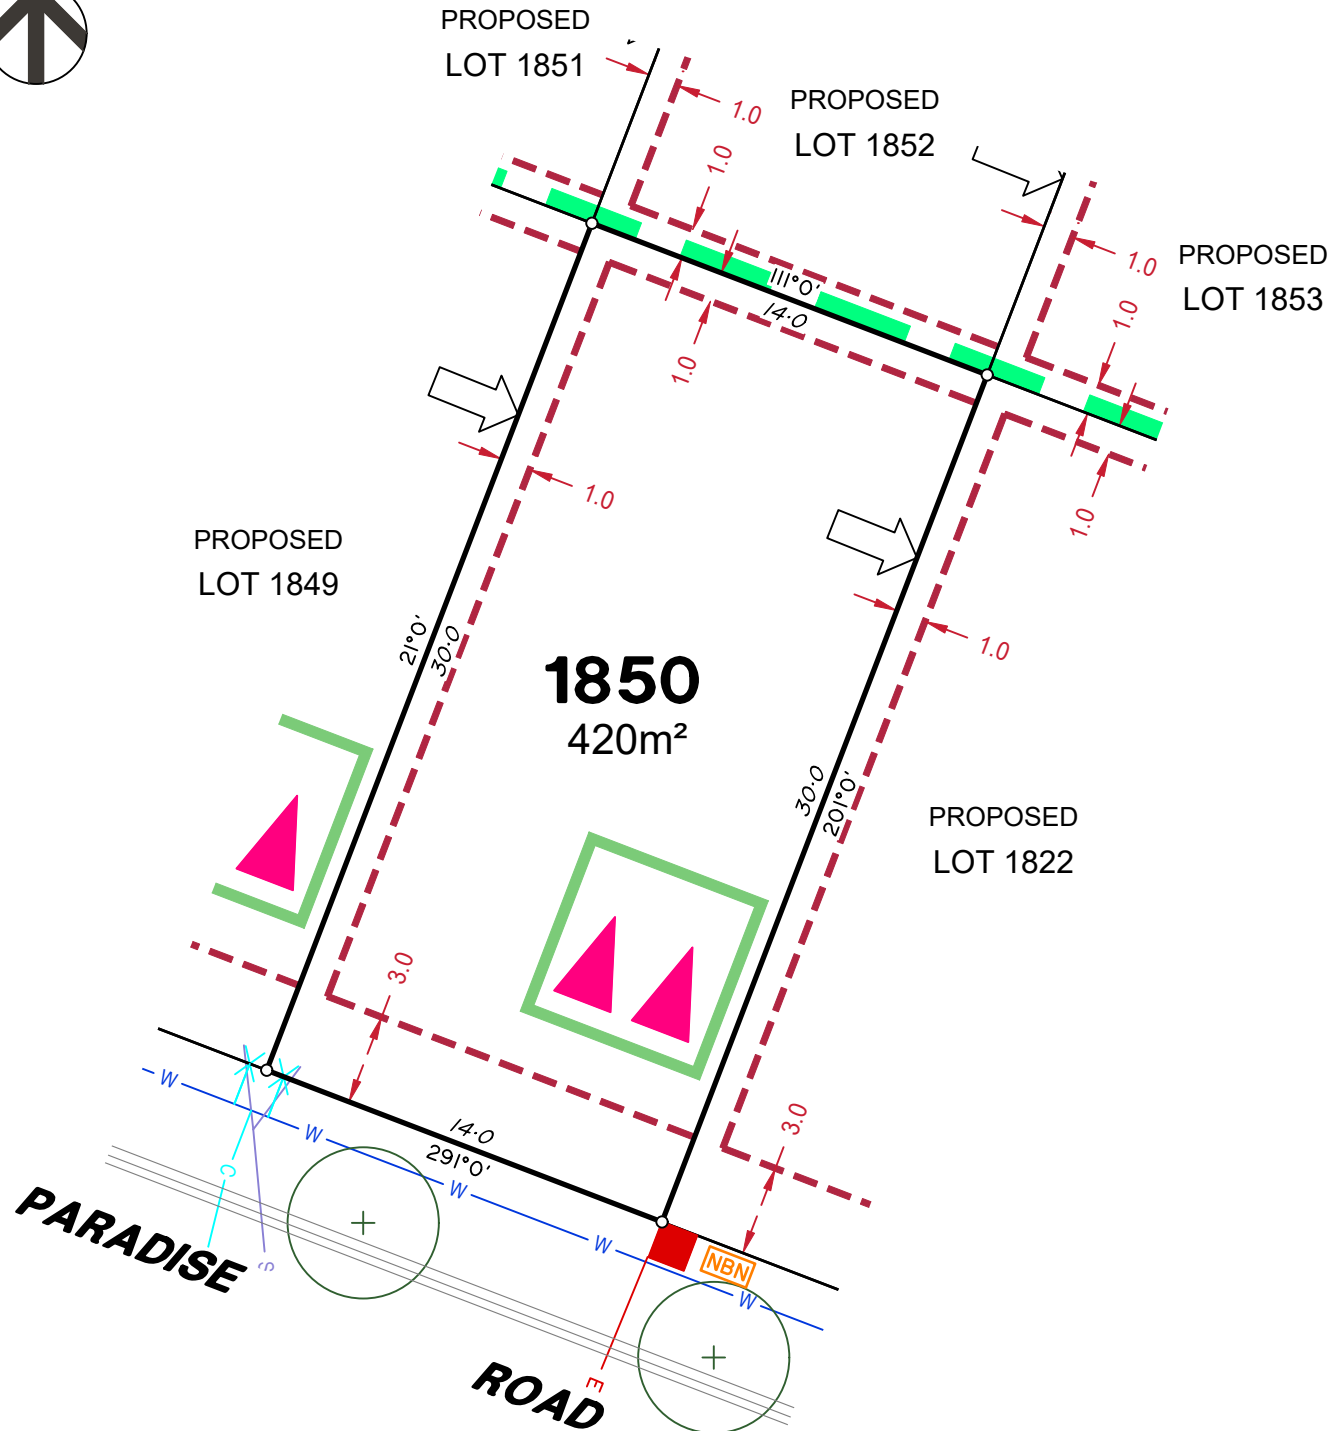 PROPOSED
LOT 1851
PROPOSED
LOT 1852
PROPOSED
LOT 1853
1.0
1.0
1.0
1.0
111°0'
14·0
1.0
1.0
1.0
PROPOSED
LOT 1849
21°0'
30·0
1850
420m²
1.0
30·0
201°0'
PROPOSED
LOT 1822
3.0
3.0
14·0
291°0'
W
W
W
W
W
C
S
E
NBN
PARADISE
ROAD